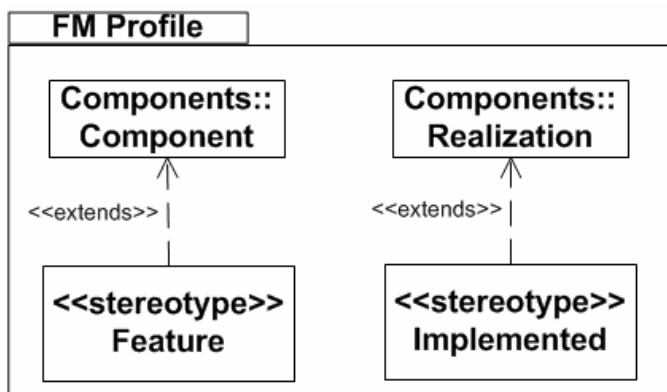 FM Profile
Components::
Component
Components::
Realization
<<extends>>
<<extends>>
<<stereotype>>
Feature
<<stereotype>>
Implemented